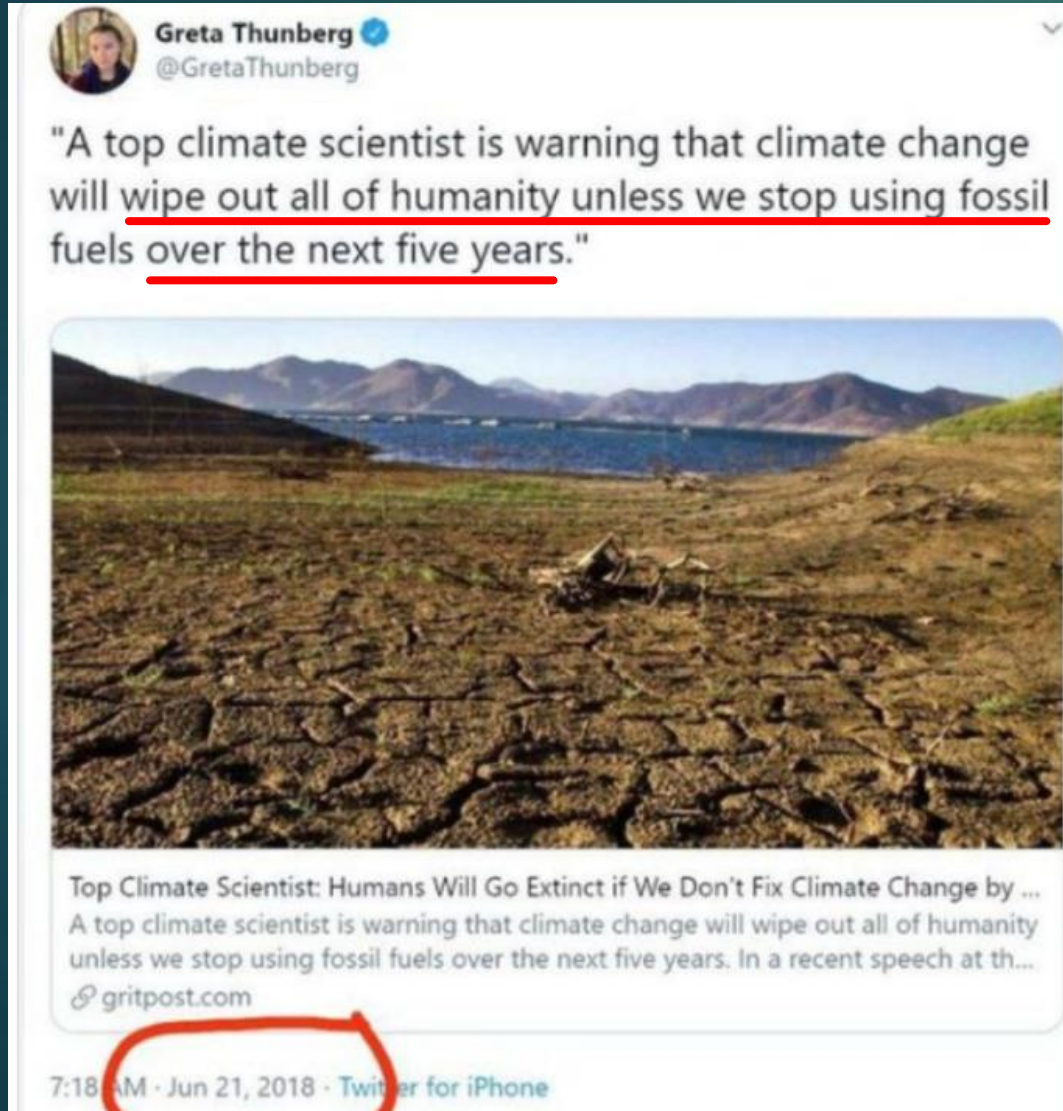 Greta Thunberg
@GretaThunberg
"A top climate scientist is warning that climate change
will wipe out all of humanity unless we stop using fossil
fuels over the next five years."
Top Climate Scientist: Humans Will Go Extinct if We Don't Fix Climate Change by ...
A top climate scientist is warning that climate change will wipe out all of humanity
unless we stop using fossil fuels over the next five years. In a recent speech at th...
gritpost.com
7:18 AM · Jun 21, 2018 · Twitter for iPhone